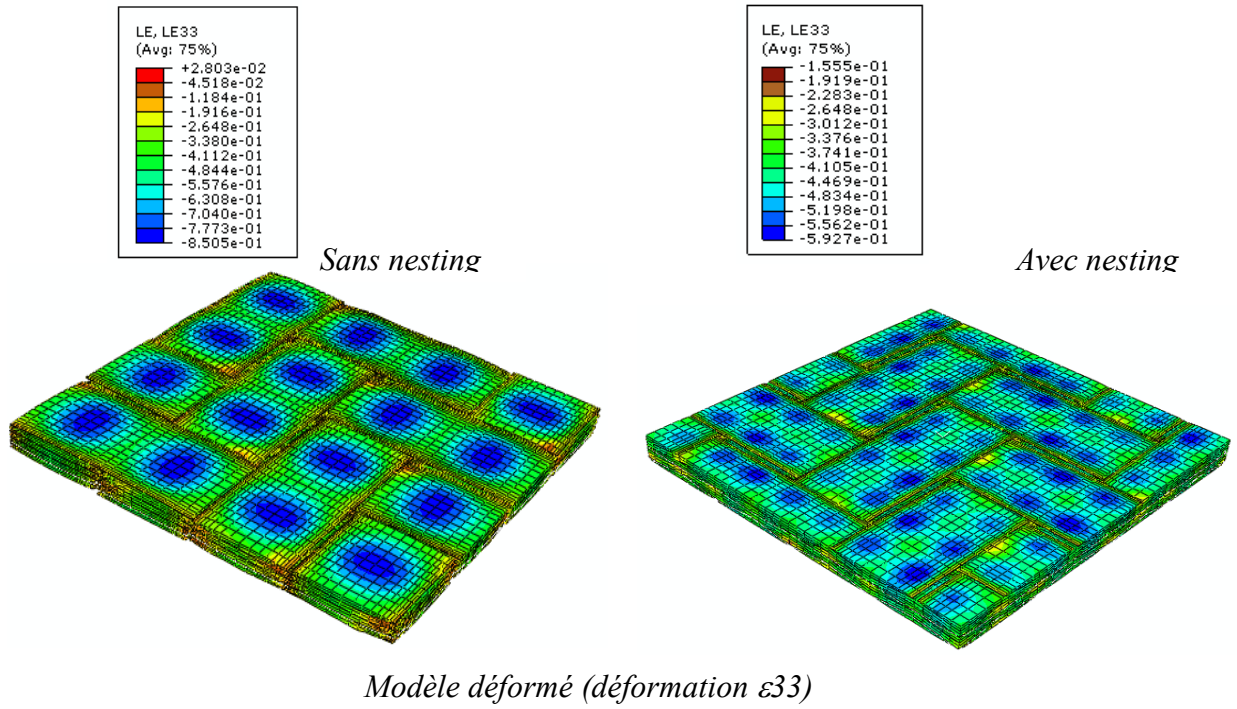 LE, LE33
(Avg: 75%)
+2.803e-02
-4.518e-02
-1.184e-01
-1.916e-01
-2.648e-01
-3.380e-01
-4.112e-01
-4.844e-01
-5.576e-01
-6.308e-01
-7.040e-01
-7.773e-01
-8.505e-01
Sans nesting
LE, LE33
(Avg: 75%)
-1.555e-01
-1.919e-01
-2.283e-01
-2.648e-01
-3.012e-01
-3.376e-01
-3.741e-01
-4.105e-01
-4.469e-01
-4.834e-01
-5.198e-01
-5.562e-01
-5.927e-01
Avec nesting
Modèle déformé (déformation ε33)